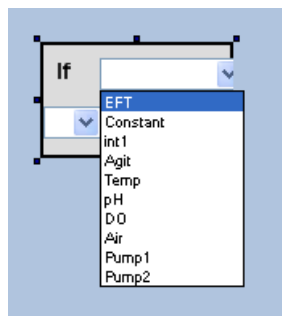 If
EFT
Constant
int1
Agit
Temp
pH
DO
Air
Pump1
Pump2